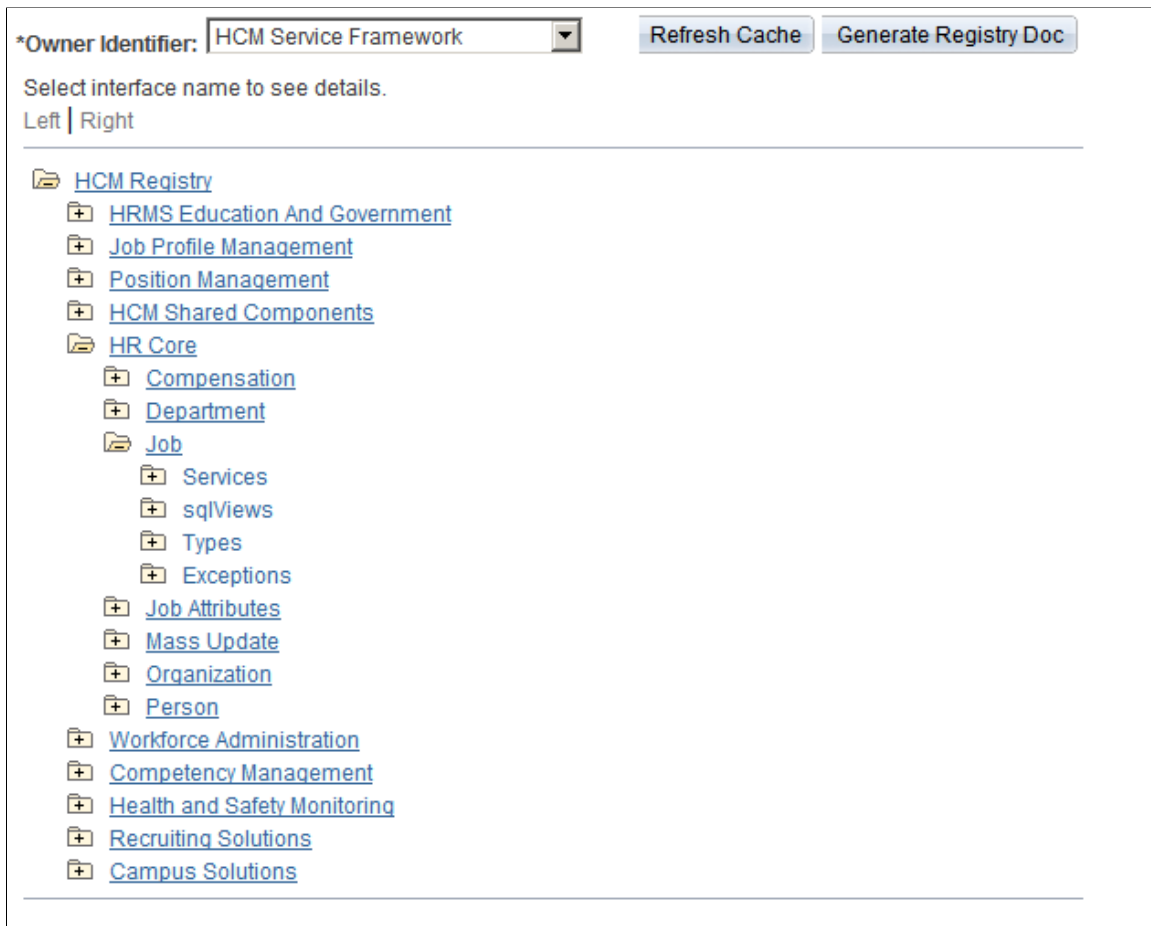 *Owner Identifier: HCM Service Framework Refresh Cache Generate Registry Doc
Select interface name to see details.
Left | Right
HCM Registry
HRMS Education And Government
Job Profile Management
Position Management
HCM Shared Components
HR Core
Compensation
Department
Job
Services
sqlViews
Types
Exceptions
Job Attributes
Mass Update
Organization
Person
Workforce Administration
Competency Management
Health and Safety Monitoring
Recruiting Solutions
Campus Solutions